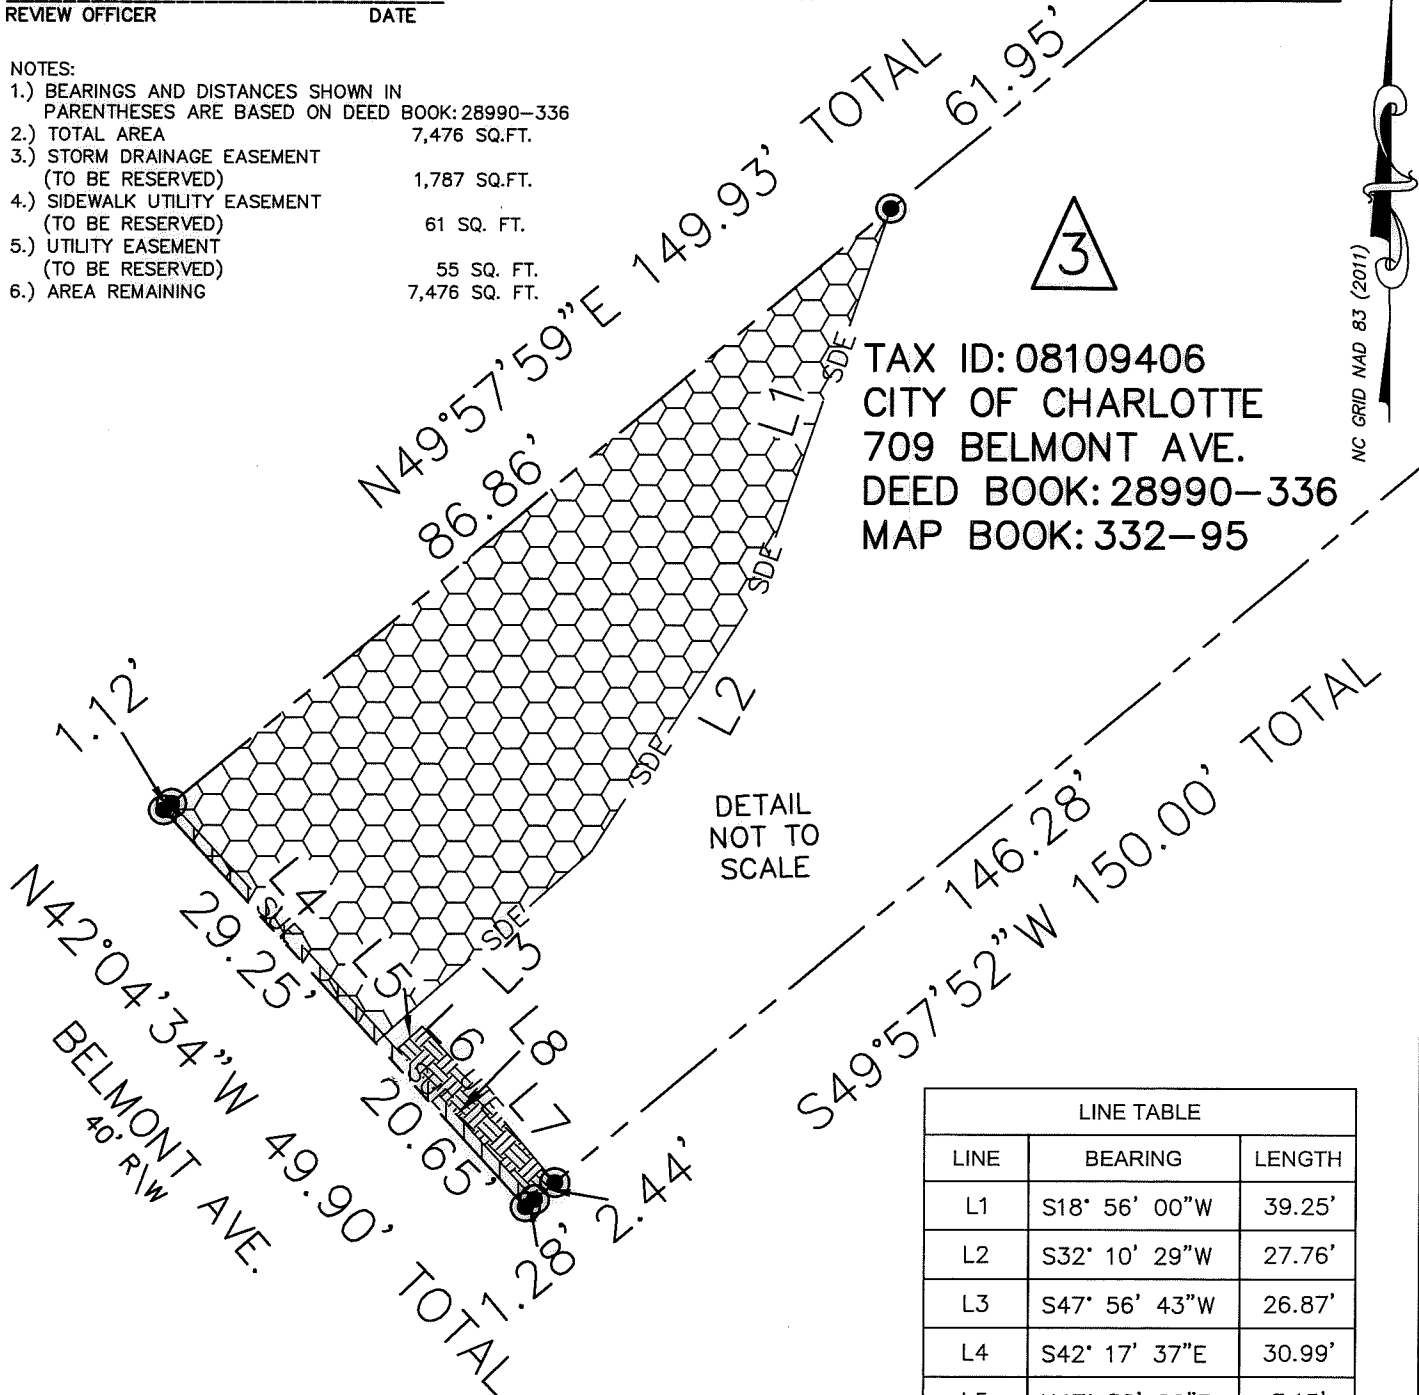 REVIEW OFFICER DATE
NOTES:
1.) BEARINGS AND DISTANCES SHOWN IN
PARENTHESES ARE BASED ON DEED BOOK: 28990-336
2.) TOTAL AREA 7,476 SQ.FT.
3.) STORM DRAINAGE EASEMENT
(TO BE RESERVED) 1,787 SQ.FT.
4.) SIDEWALK UTILITY EASEMENT
(TO BE RESERVED) 61 SQ. FT.
5.) UTILITY EASEMENT
(TO BE RESERVED) 55 SQ. FT.
6.) AREA REMAINING 7,476 SQ. FT.
N49°57'59"E 149.93' TOTAL
61.95'
86.86'
3
NC GRID NAD 83 (2011)
TAX ID: 08109406
CITY OF CHARLOTTE
709 BELMONT AVE.
DEED BOOK: 28990-336
MAP BOOK: 332-95
L1
SDE
SDE
L2
SDE
SDE
L3
1.12'
L4
SUE
29.25'
L5
L6
L8
L7
20.65'
DETAIL
NOT TO
SCALE
146.28'
S49°57'52"W 150.00' TOTAL
2.44'
1.28'
N42°04'34"W 49.90' TOTAL
BELMONT AVE.
40' R\W
LINE TABLE
LINE BEARING LENGTH
L1 S18° 56' 00"W 39.25'
L2 S32° 10' 29"W 27.76'
L3 S47° 56' 43"W 26.87'
L4 S42° 17' 37"E 30.99'